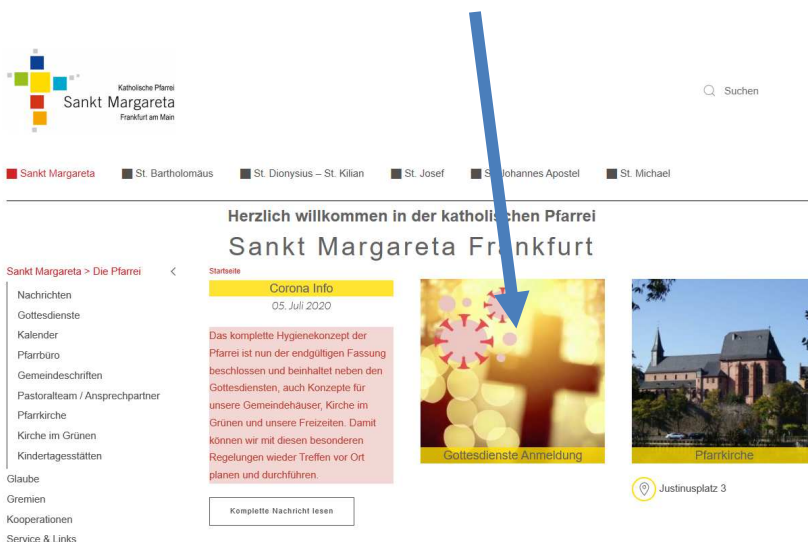 Katholische Pfarrei
Sankt Margareta
Frankfurt am Main
Suchen
Sankt Margareta
St. Bartholomäus
St. Dionysius – St. Kilian
St. Josef
St. Johannes Apostel
St. Michael
Herzlich willkommen in der katholischen Pfarrei
Sankt Margareta Frankfurt
Sankt Margareta > Die Pfarrei
Nachrichten
Gottesdienste
Kalender
Pfarrbüro
Gemeindeschriften
Pastoralteam / Ansprechpartner
Pfarrkirche
Kirche im Grünen
Kindertagesstätten
Glaube
Gremien
Kooperationen
Service & Links
Startseite
Corona Info
05. Juli 2020
Das komplette Hygienekonzept der
Pfarrei ist nun der endgültigen Fassung
beschlossen und beinhaltet neben den
Gottesdiensten, auch Konzepte für
unsere Gemeindehäuser, Kirche im
Grünen und unsere Freizeiten. Damit
können wir mit diesen besonderen
Regelungen wieder Treffen vor Ort
planen und durchführen.
Komplette Nachricht lesen
Gottesdienste Anmeldung
Pfarrkirche
Justinusplatz 3